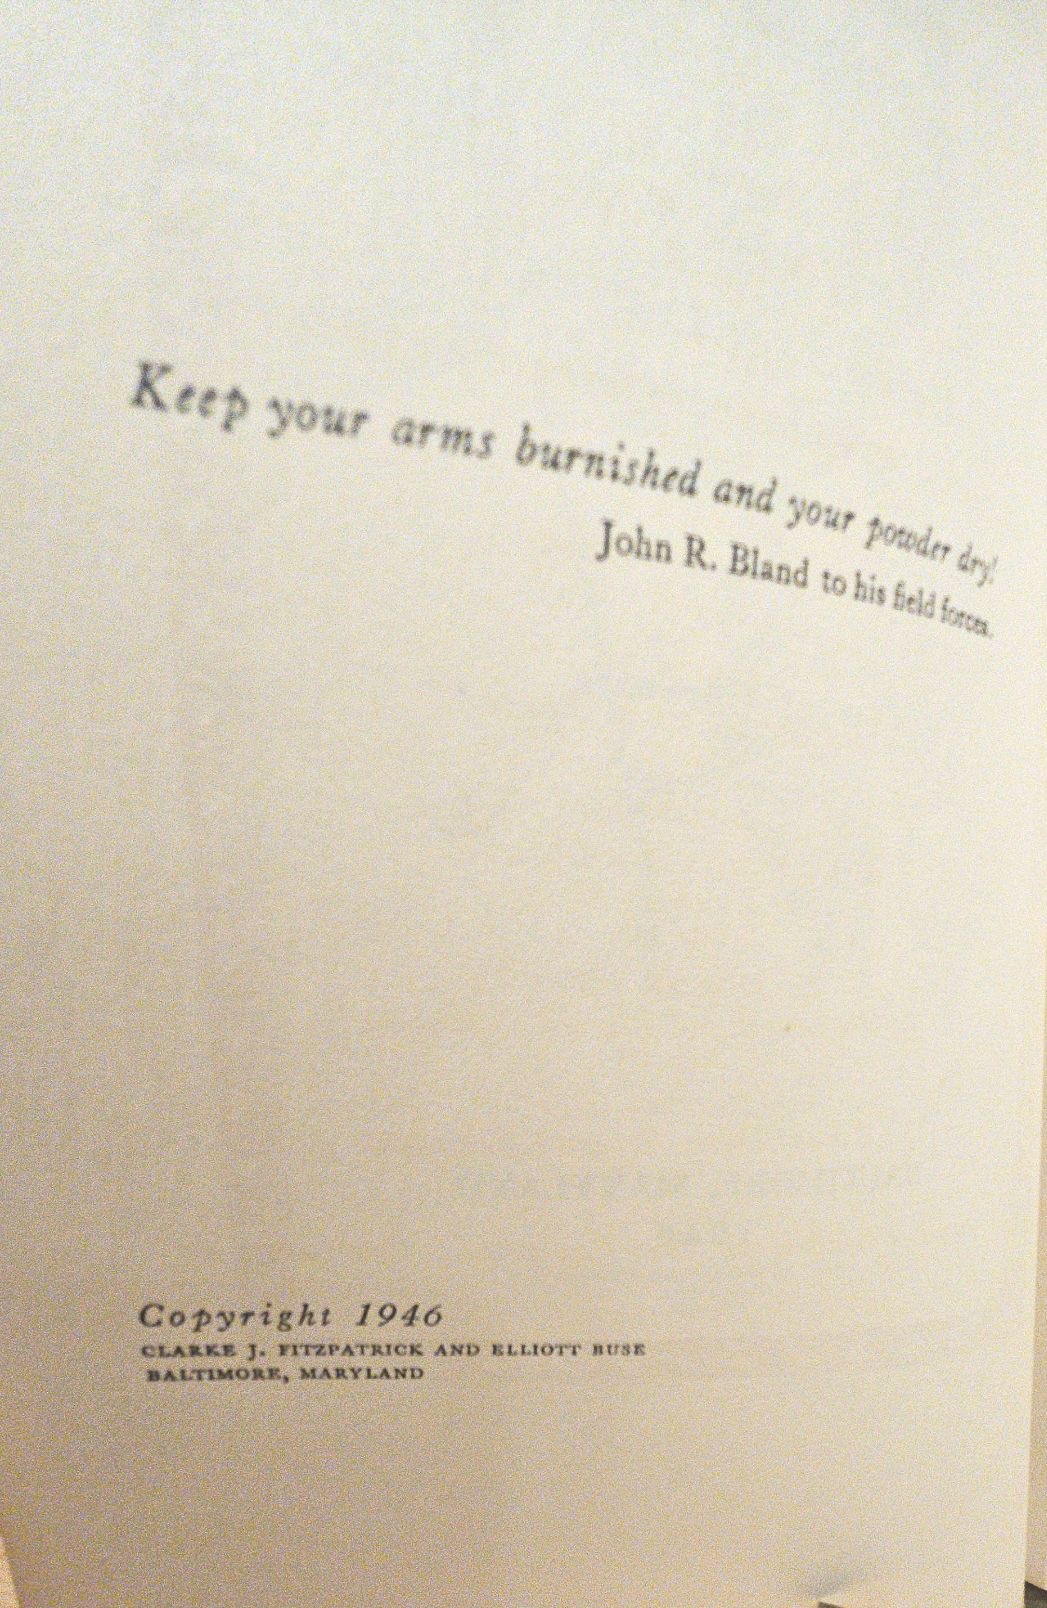 Keep your arms burnished and your powder dry!
John R. Bland to his field forces.
Copyright 1946
CLARKE J. FITZPATRICK AND ELLIOTT BUSE
BALTIMORE, MARYLAND